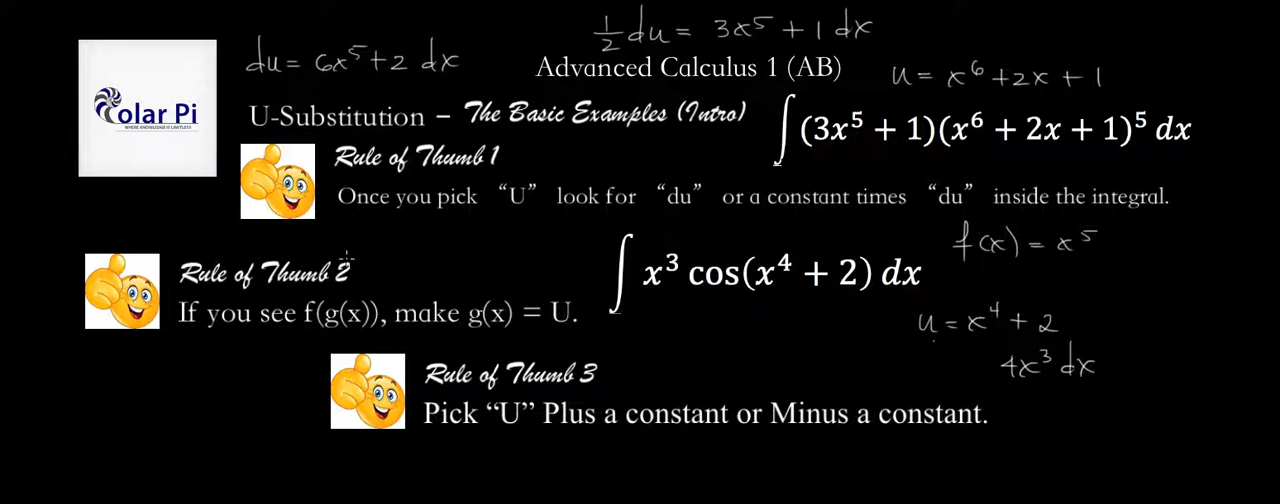 ½ du = 3x⁵ + 1 dx
du = 6x⁵ + 2 dx
Advanced Calculus 1 (AB)
u = x⁶ + 2x + 1
olar Pi
WHERE KNOWLEDGE IS LIMITLESS
U-Substitution – The Basic Examples (Intro)
∫(3x⁵ + 1)(x⁶ + 2x + 1)⁵ dx
Rule of Thumb 1
Once you pick “U” look for “du” or a constant times “du” inside the integral.
f(x) = x⁵
∫ x³ cos(x⁴ + 2) dx
Rule of Thumb 2
If you see f(g(x)), make g(x) = U.
u = x⁴ + 2
4x³ dx
Rule of Thumb 3
Pick “U” Plus a constant or Minus a constant.